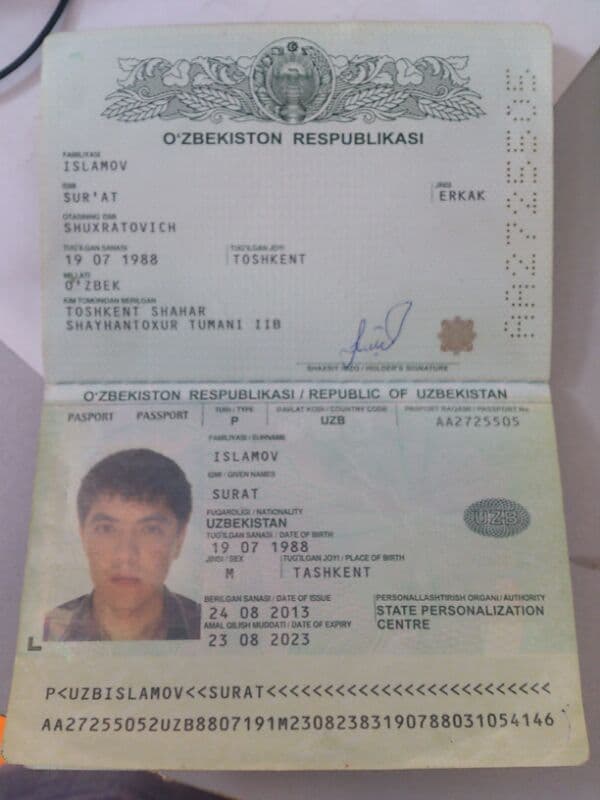 O'ZBEKISTON RESPUBLIKASI
FAMILIYASI
ISLAMOV
ISMI
SUR'AT
JINSI
ERKAK
OTASINING ISMI
SHUXRATOVICH
TUG'ILGAN SANASI
TUG'ILGAN JOYI
19 07 1988
TOSHKENT
MILLATI
O'ZBEK
KIM TOMONIDAN BERILGAN
TOSHKENT SHAHAR
SHAYHANTOXUR TUMANI IIB
SHAXSIY IMZO / HOLDER'S SIGNATURE
AA2725505
O'ZBEKISTON RESPUBLIKASI / REPUBLIC OF UZBEKISTAN
PASPORT PASSPORT
TURI / TYPE
DAVLAT KODI / COUNTRY CODE
PASPORT RAQAMI / PASSPORT No
P
UZB
AA2725505
FAMILIYASI / SURNAME
ISLAMOV
ISMI / GIVEN NAMES
SURAT
FUQAROLIGI / NATIONALITY
UZBEKISTAN
UZB
TUG'ILGAN SANASI / DATE OF BIRTH
19 07 1988
JINSI / SEX
TUG'ILGAN JOYI / PLACE OF BIRTH
M
TASHKENT
BERILGAN SANASI / DATE OF ISSUE
PERSONALLASHTIRISH ORGANI / AUTHORITY
24 08 2013
STATE PERSONALIZATION
CENTRE
AMAL QILISH MUDDATI / DATE OF EXPIRY
23 08 2023
P<UZBISLAMOV<<SURAT<<<<<<<<<<<<<<<<<<<<<<<<<
AA27255052UZB8807191M23082383190788031054146